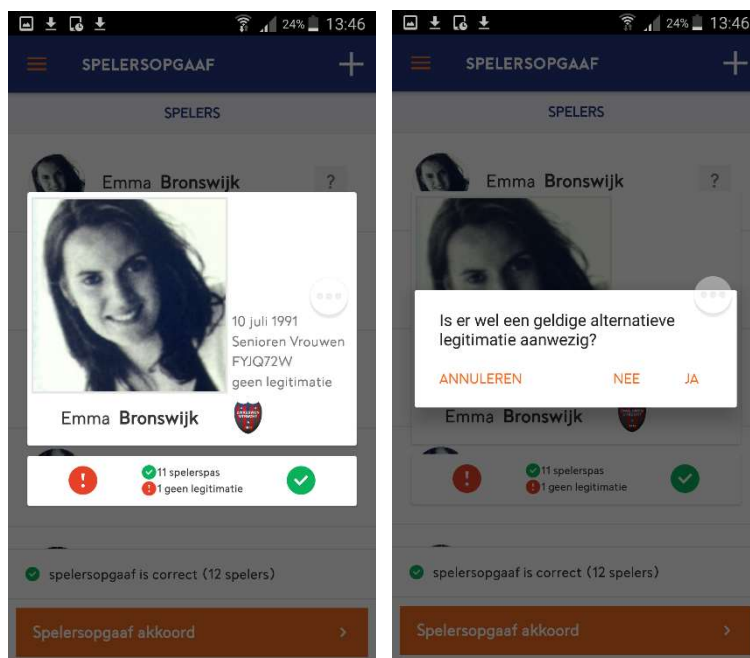 24% 13:46
SPELERSOPGAAF
SPELERS
Emma Bronswijk ?
10 juli 1991
Senioren Vrouwen
FYJQ72W
geen legitimatie
Emma Bronswijk
11 spelerspas
1 geen legitimatie
spelersopgaaf is correct (12 spelers)
Spelersopgaaf akkoord >
24% 13:46
SPELERSOPGAAF
SPELERS
Emma Bronswijk ?
Is er wel een geldige alternatieve
legitimatie aanwezig?
ANNULEREN NEE JA
Emma Bronswijk
11 spelerspas
1 geen legitimatie
spelersopgaaf is correct (12 spelers)
Spelersopgaaf akkoord >